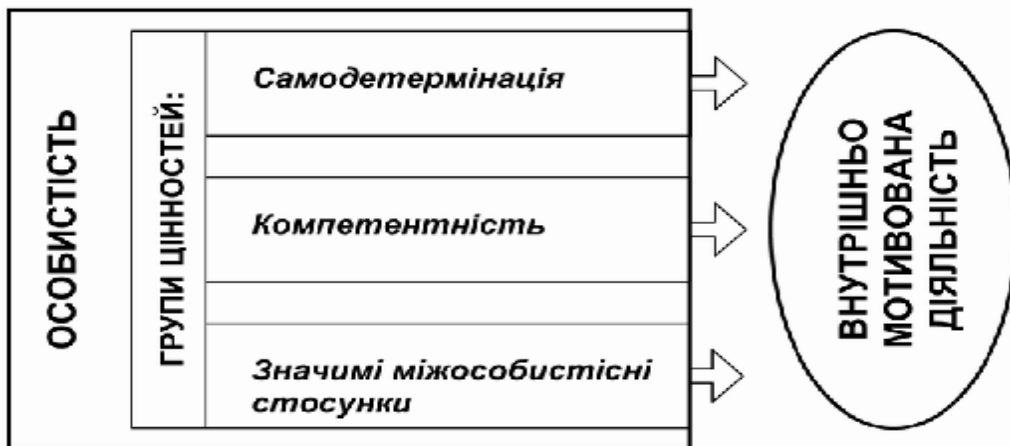 ОСОБИСТІСТЬ
ГРУПИ ЦІННОСТЕЙ:
Самодетермінація
Компетентність
Значимі міжособистісні
стосунки
ВНУТРІШНЬО
МОТИВОВАНА
ДІЯЛЬНІСТЬ